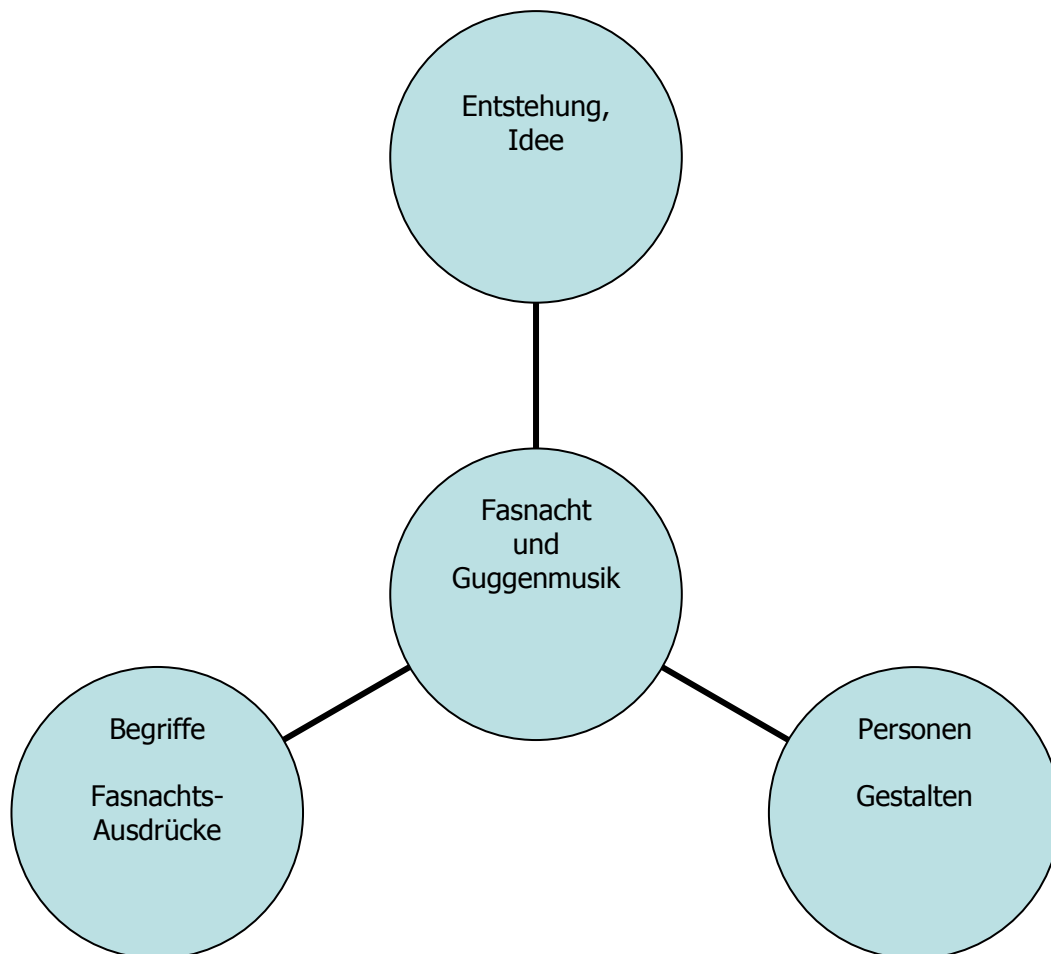 Entstehung,
Idee
Fasnacht
und
Guggenmusik
Begriffe
Fasnachts-
Ausdrücke
Personen
Gestalten